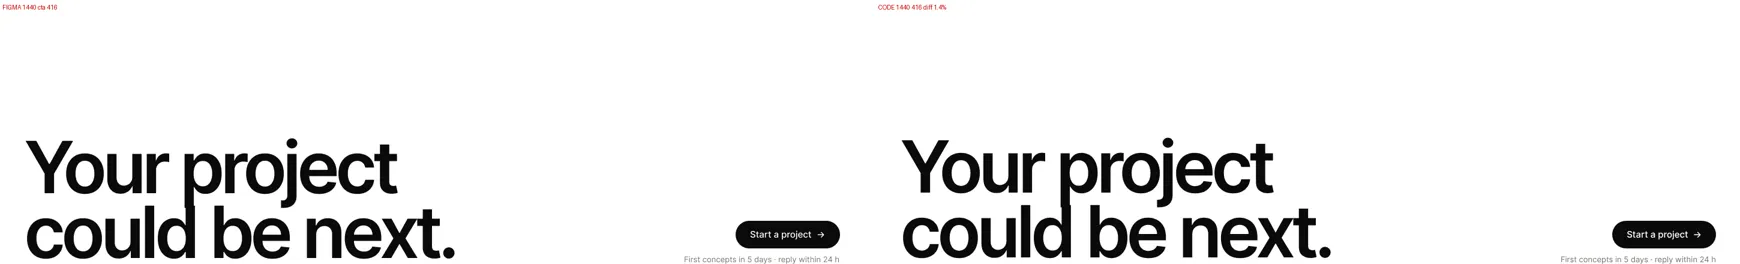 FIGMA 1440 cta 416
Your project
could be next.
Start a project →
First concepts in 5 days · reply within 24 h
CODE 1440 416 diff 1.4%
Your project
could be next.
Start a project →
First concepts in 5 days · reply within 24 h